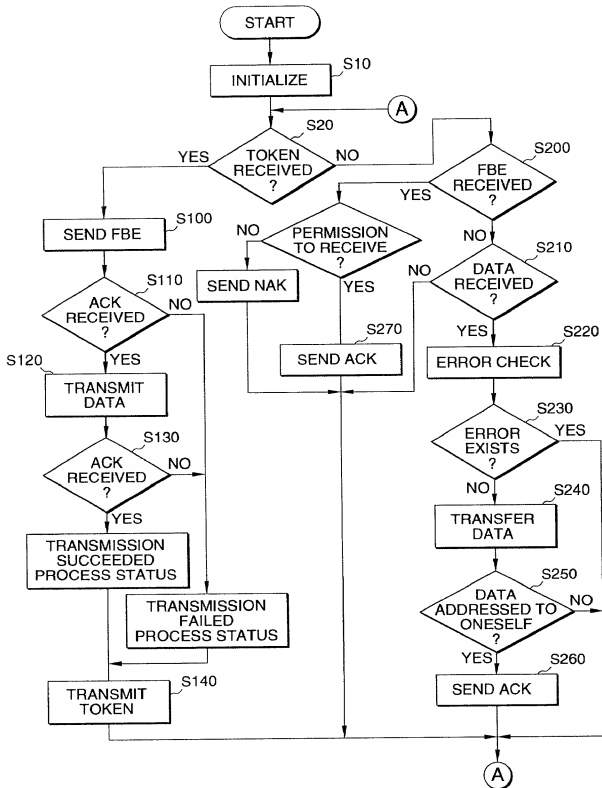 START
S10
INITIALIZE
A
S20
YES
TOKEN
RECEIVED
?
NO
S200
FBE
RECEIVED
?
YES
NO
S100
SEND FBE
NO
PERMISSION
TO RECEIVE
?
YES
SEND NAK
S270
SEND ACK
S210
NO
DATA
RECEIVED
?
YES
S110
ACK
RECEIVED
?
NO
YES
S220
ERROR CHECK
S120
TRANSMIT
DATA
S230
ERROR
EXISTS
?
YES
NO
S130
ACK
RECEIVED
?
NO
YES
S240
TRANSFER
DATA
TRANSMISSION
SUCCEEDED
PROCESS STATUS
TRANSMISSION
FAILED
PROCESS STATUS
S250
DATA
ADDRESSED TO
ONESELF
?
NO
YES
S140
TRANSMIT
TOKEN
S260
SEND ACK
A